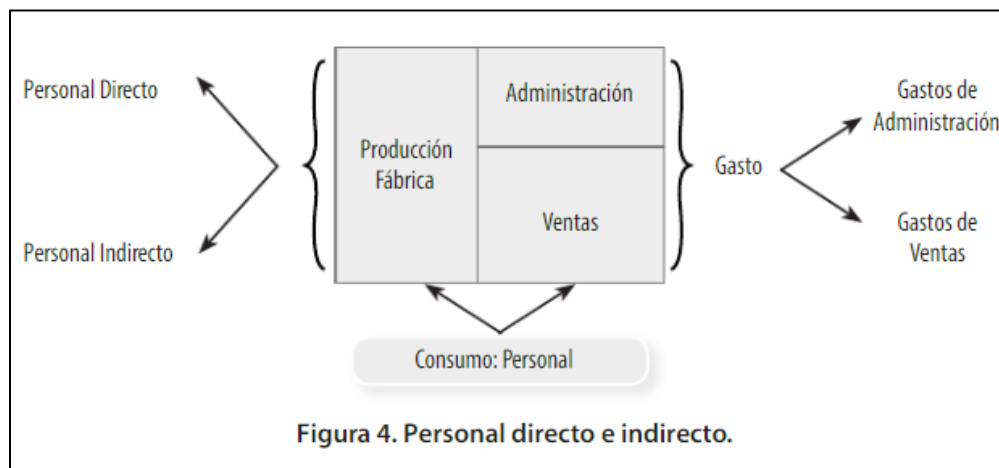 Personal Directo
Personal Indirecto
Producción
Fábrica
Administración
Ventas
Gasto
Gastos de
Administración
Gastos de
Ventas
Consumo: Personal
Figura 4. Personal directo e indirecto.